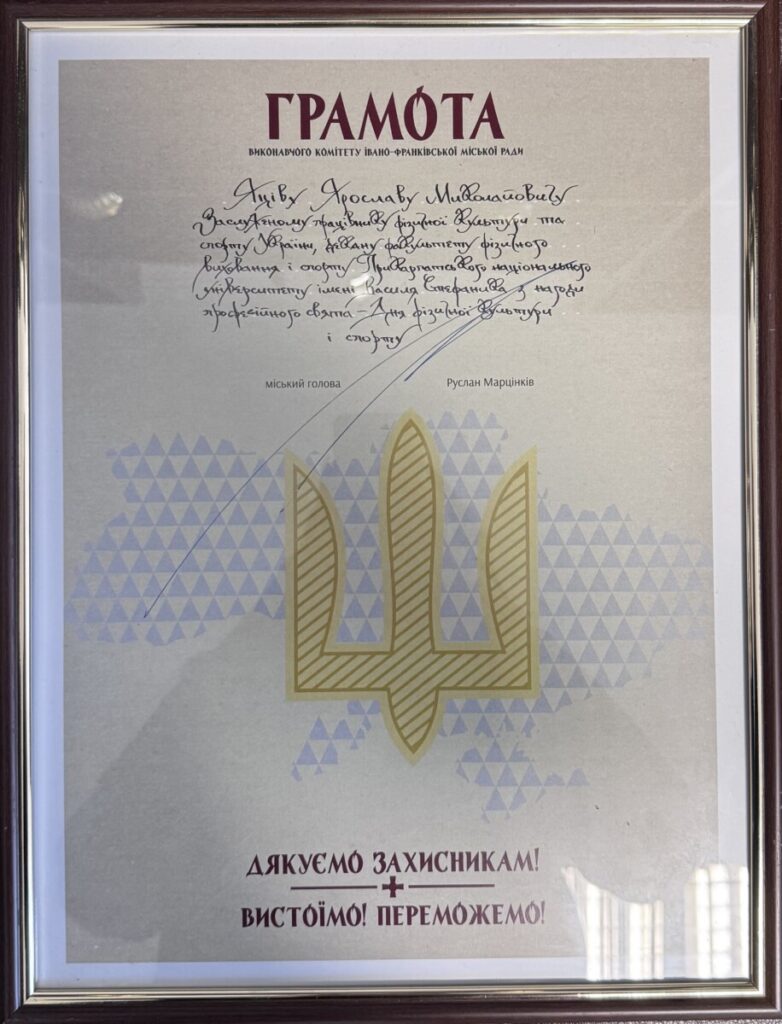 ГРАМОТА
ВИКОНАВЧОГО КОМІТЕТУ ІВАНО-ФРАНКІВСЬКОЇ МІСЬКОЇ РАДИ
Яціву Ярославу Миколайовичу
Заслуженому працівнику фізичної культури та
спорту України, декану факультету фізичного
виховання і спорту Прикарпатського національного
університету імені Василя Стефаника з нагоди
професійного свята – Дня фізичної культури
і спорту
міський голова Руслан Марцінків
ДЯКУЄМО ЗАХИСНИКАМ!
ВИСТОЇМО! ПЕРЕМОЖЕМО!